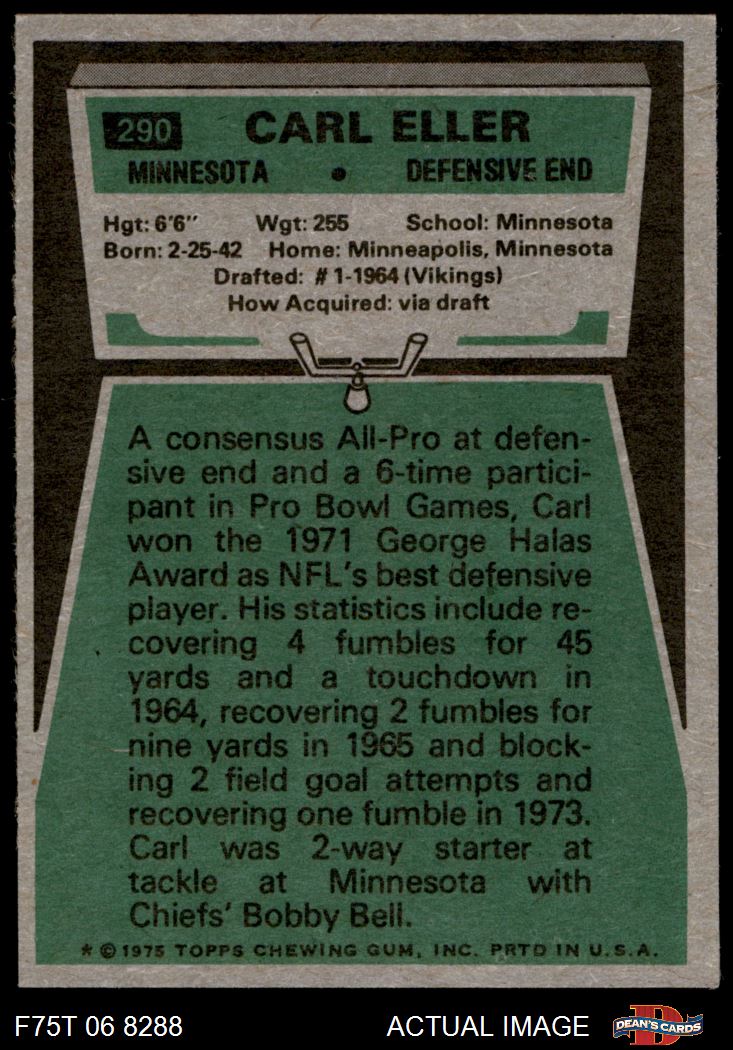 290 CARL ELLER
MINNESOTA • DEFENSIVE END
Hgt: 6'6" Wgt: 255 School: Minnesota
Born: 2-25-42 Home: Minneapolis, Minnesota
Drafted: #1-1964 (Vikings)
How Acquired: via draft
A consensus All-Pro at defen-
sive end and a 6-time partici-
pant in Pro Bowl Games, Carl
won the 1971 George Halas
Award as NFL's best defensive
player. His statistics include re-
covering 4 fumbles for 45
yards and a touchdown in
1964, recovering 2 fumbles for
nine yards in 1965 and block-
ing 2 field goal attempts and
recovering one fumble in 1973.
Carl was 2-way starter at
tackle at Minnesota with
Chiefs' Bobby Bell.
* © 1975 TOPPS CHEWING GUM, INC. PRTD IN U.S.A.
F75T 06 8288 ACTUAL IMAGE D DEAN'S CARDS